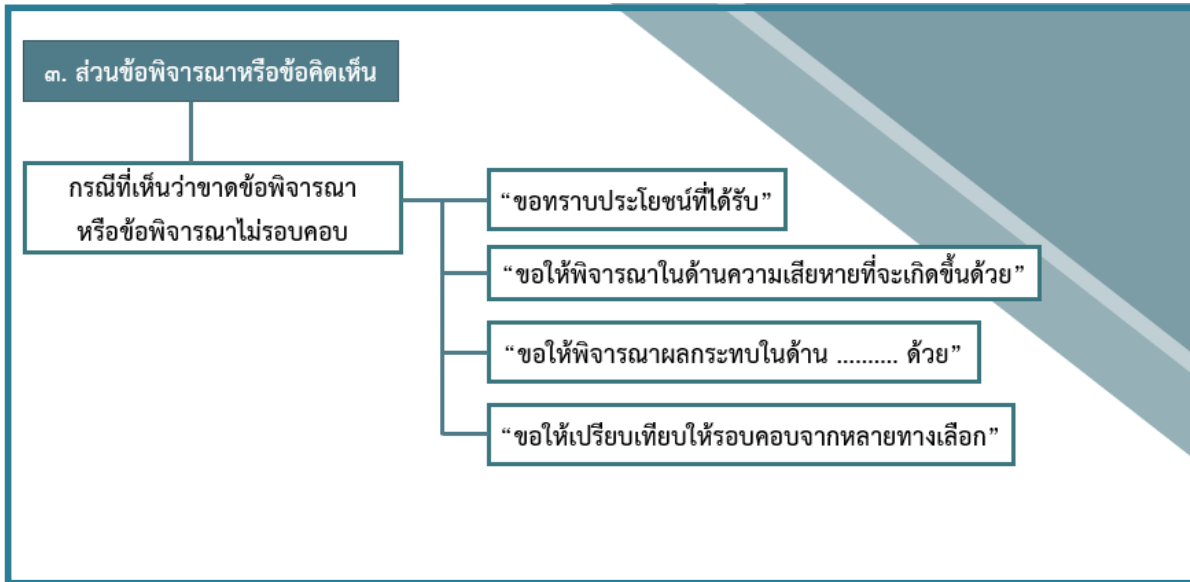 ๓. ส่วนข้อพิจารณาหรือข้อคิดเห็น
กรณีที่เห็นว่าขาดข้อพิจารณา
หรือข้อพิจารณาไม่รอบคอบ
“ขอทราบประโยชน์ที่ได้รับ”
“ขอให้พิจารณาในด้านความเสียหายที่จะเกิดขึ้นด้วย”
“ขอให้พิจารณาผลกระทบในด้าน .......... ด้วย”
“ขอให้เปรียบเทียบให้รอบคอบจากหลายทางเลือก”